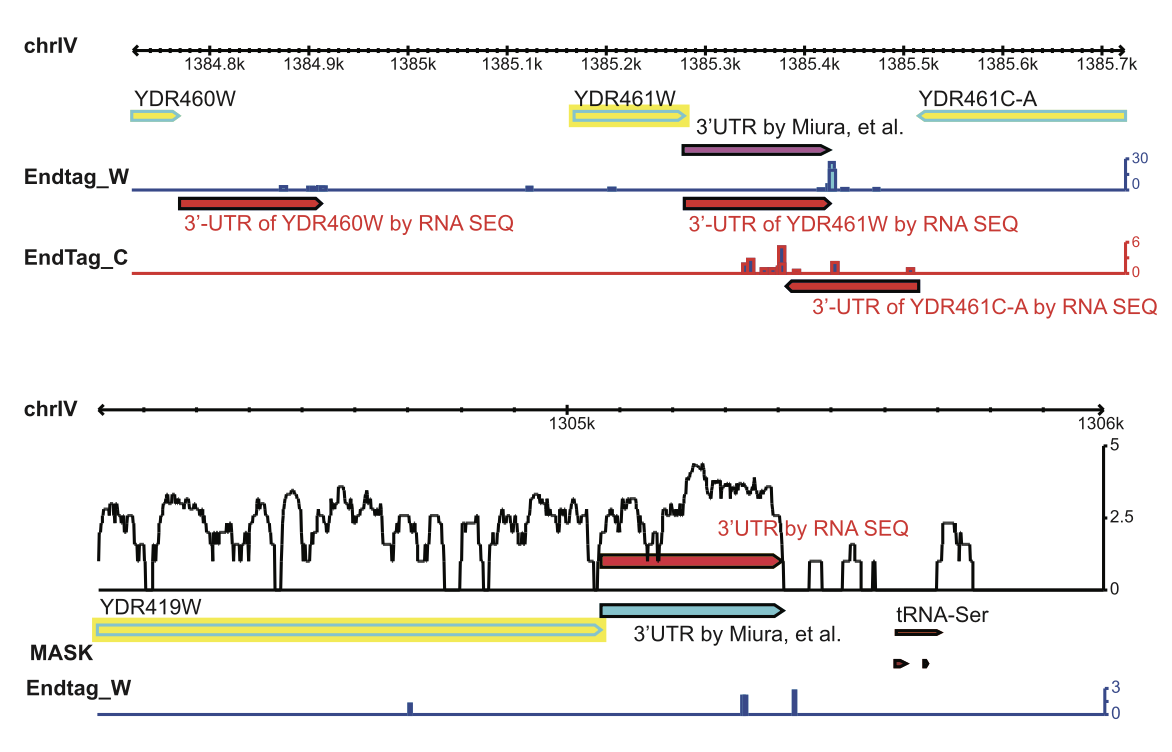 chrIV
1384.8k 1384.9k 1385k 1385.1k 1385.2k 1385.3k 1385.4k 1385.5k 1385.6k 1385.7k
YDR460W YDR461W YDR461C-A
3'UTR by Miura, et al.
Endtag_W
30
0
3'-UTR of YDR460W by RNA SEQ 3'-UTR of YDR461W by RNA SEQ
EndTag_C
6
0
3'-UTR of YDR461C-A by RNA SEQ
chrIV
1305k 1306k
5
2.5
3'UTR by RNA SEQ
0
YDR419W
3'UTR by Miura, et al.
tRNA-Ser
MASK
Endtag_W
3
0